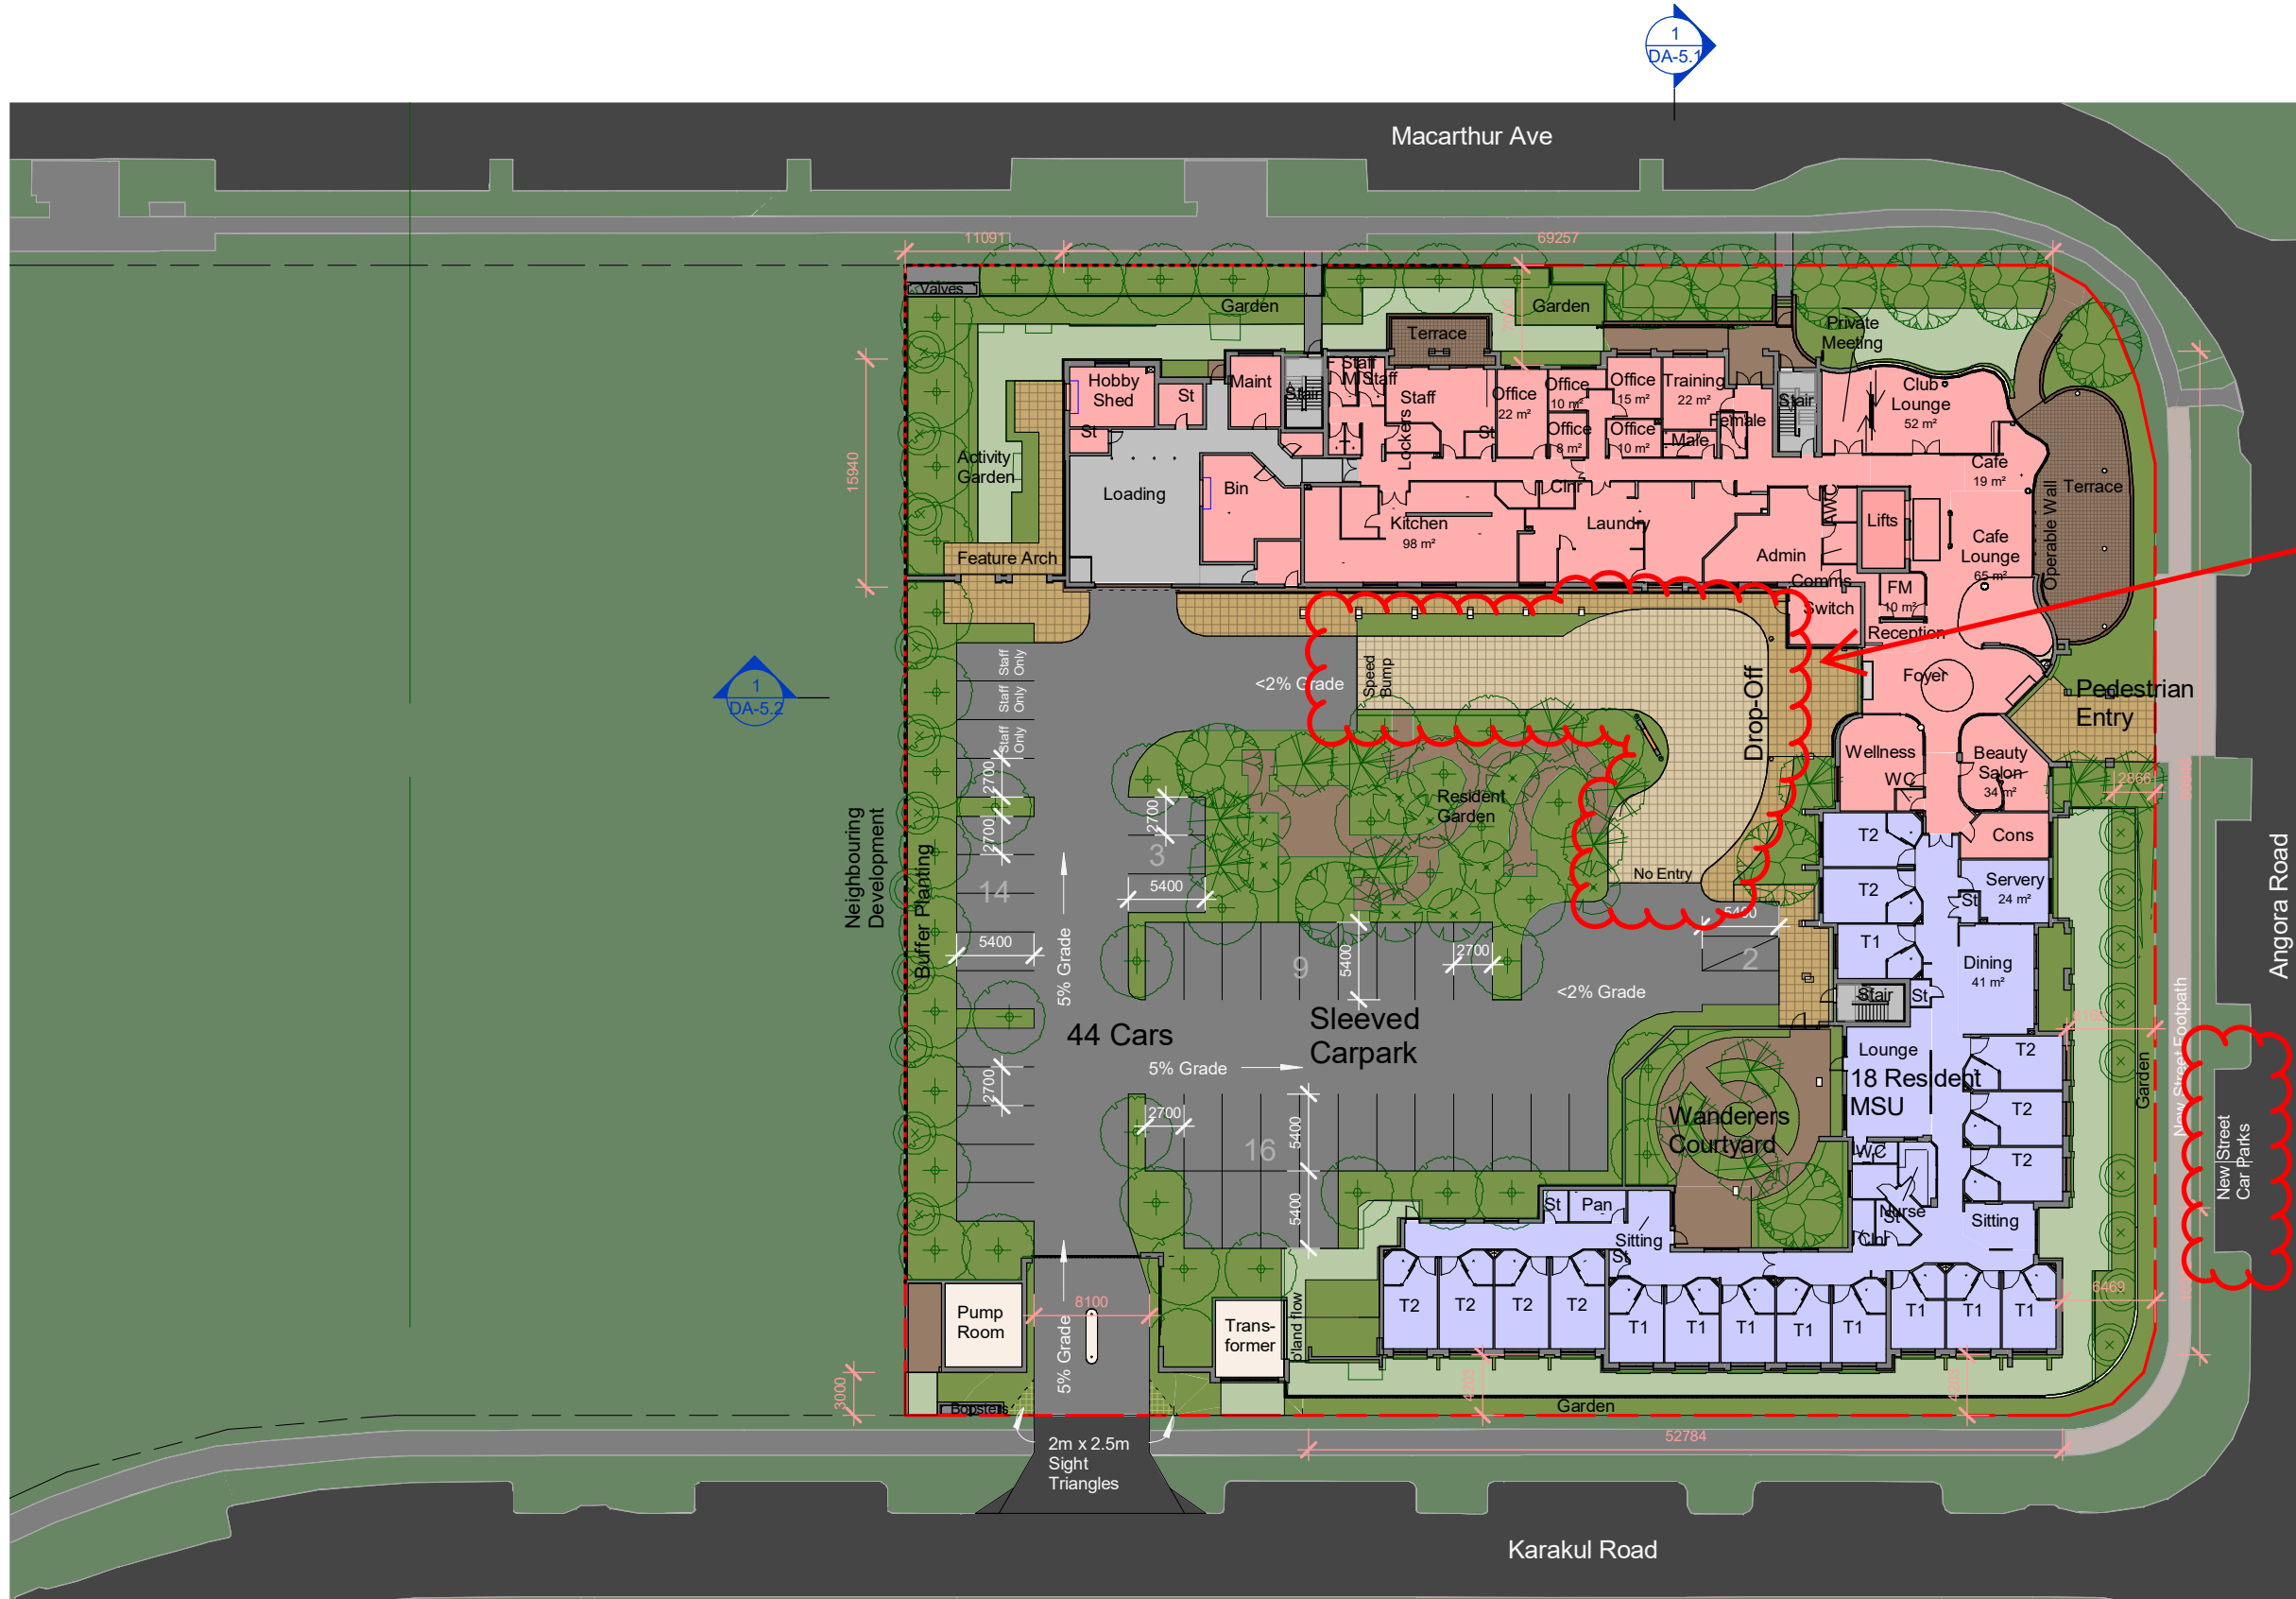 1
DA-5.1
Macarthur Ave
11091
69257
Valves
Garden
Garden
Terrace
Private
Meeting
Hobby
Shed
St
Maint
Stair
Staff
Staff
Staff
Lockers
St
Office
22 m²
Office
10 m²
Office
8 m²
Office
15 m²
Office
10 m²
Training
22 m²
Male
Female
Stair
Club
Lounge
52 m²
St
Activity
Garden
15940
Loading
Bin
Kitchen
98 m²
Clnr
Laundry
Admin
AWC
Lifts
Cafe
19 m²
Cafe
Lounge
65 m²
Operable Wall
Terrace
Feature Arch
Comms
Switch
FM
10 m²
Reception
Foyer
Pedestrian
Entry
Staff
Only
Staff
Only
Staff
Only
<2% Grade
Speed
Bump
Drop-Off
1
DA-5.2
2700
2700
2700
Wellness
WC
Beauty
Salon
34 m²
2866
Resident
Garden
Neighbouring
Development
Buffer Planting
14
3
5400
5400
5% Grade
No Entry
5400
T2
Cons
T2
Servery
24 m²
St
T1
Dining
41 m²
Stair
St
9
5400
2700
2
<2% Grade
44 Cars
Sleeved
Carpark
5% Grade
2700
2700
16
5400
5400
Wanderers
Courtyard
Lounge
18 Resident
MSU
T2
T2
T2
WC
Nurse
St
Clnr
Sitting
Garden
New Street Footpath
New Street
Car Parks
Angora Road
St
Pan
Sitting
St
T2
T2
T2
T2
T1
T1
T1
T1
T1
T1
T1
T1
6469
Pump
Room
8100
5% Grade
Trans-
former
o'land flow
3000
Garden
52784
2m x 2.5m
Sight
Triangles
Karakul Road